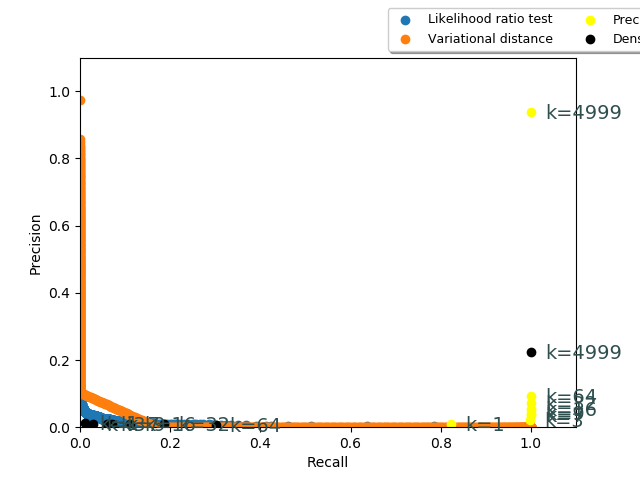 Likelihood ratio test
Variational distance
Prec
Dens
1.0
0.8
0.6
0.4
0.2
0.0
Precision
k=4999
k=4999
k=64
k=3
k=1
k=64
0.0
0.2
0.4
0.6
0.8
1.0
Recall